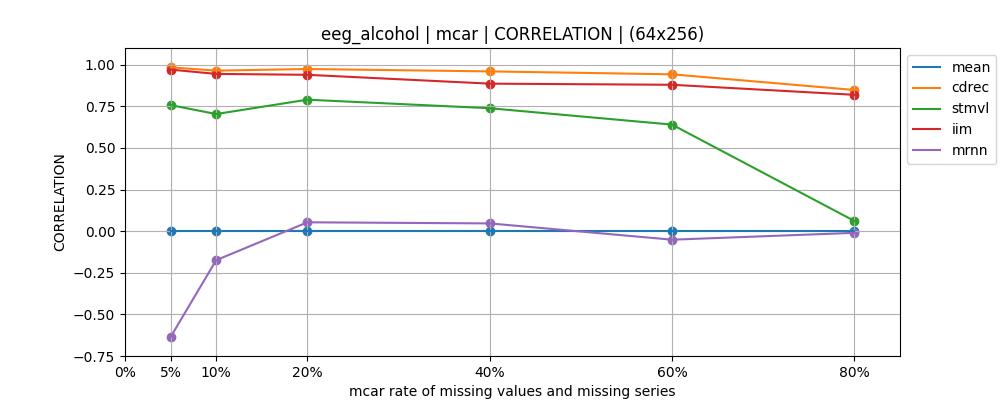 eeg_alcohol | mcar | CORRELATION | (64x256)
CORRELATION
1.00
0.75
0.50
0.25
0.00
−0.25
−0.50
−0.75
0% 5% 10% 20% 40% 60% 80%
mcar rate of missing values and missing series
mean
cdrec
stmvl
iim
mrnn